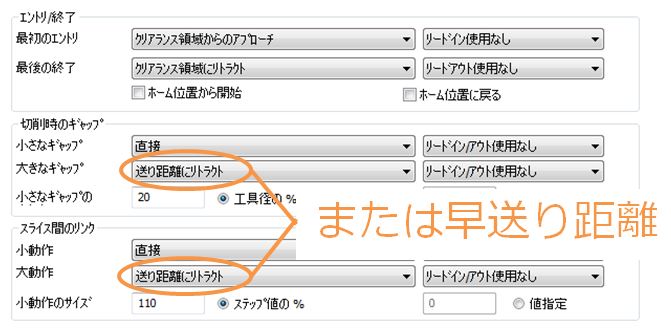 エントリ/終了
最初のエントリ クリアランス領域からのアプローチ リードイン使用なし
最後の終了 クリアランス領域にリトラクト リードアウト使用なし
ホーム位置から開始 ホーム位置に戻る
切削時のギャップ
小さなギャップ 直接 リードイン/アウト使用なし
大きなギャップ 送り距離にリトラクト リードイン/アウト使用なし
小さなギャップの 20 工具径の %
または早送り距離
スライス間のリンク
小動作 直接
大動作 送り距離にリトラクト リードイン/アウト使用なし
小動作のサイズ 110 ステップ値の % 0 値指定